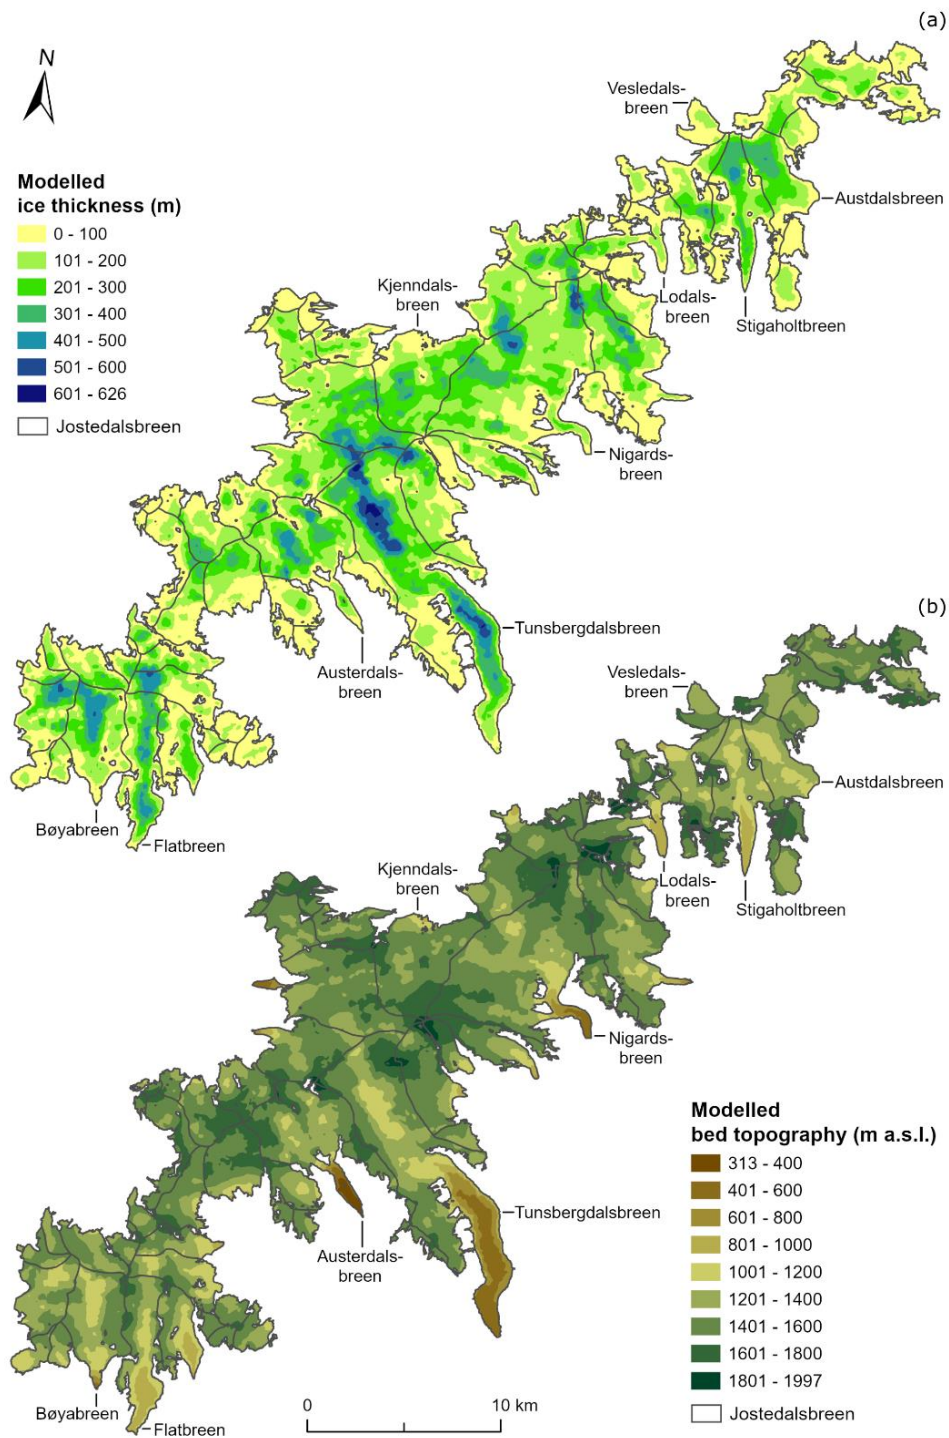 (a)
N
Vesledals-
breen
Modelled
ice thickness (m)
0 - 100
101 - 200
201 - 300
301 - 400
401 - 500
501 - 600
601 - 626
Jostedalsbreen
Austdalsbreen
Kjenndals-
breen
Lodals-
breen
Stigaholtbreen
Nigards-
breen
Tunsbergdalsbreen
Austerdals-
breen
Bøyabreen
Flatbreen
(b)
Vesledals-
breen
Austdalsbreen
Kjenndals-
breen
Lodals-
breen
Stigaholtbreen
Nigards-
breen
Modelled
bed topography (m a.s.l.)
313 - 400
401 - 600
601 - 800
801 - 1000
1001 - 1200
1201 - 1400
1401 - 1600
1601 - 1800
1801 - 1997
Jostedalsbreen
Tunsbergdalsbreen
Austerdals-
breen
Bøyabreen
Flatbreen
0 10 km